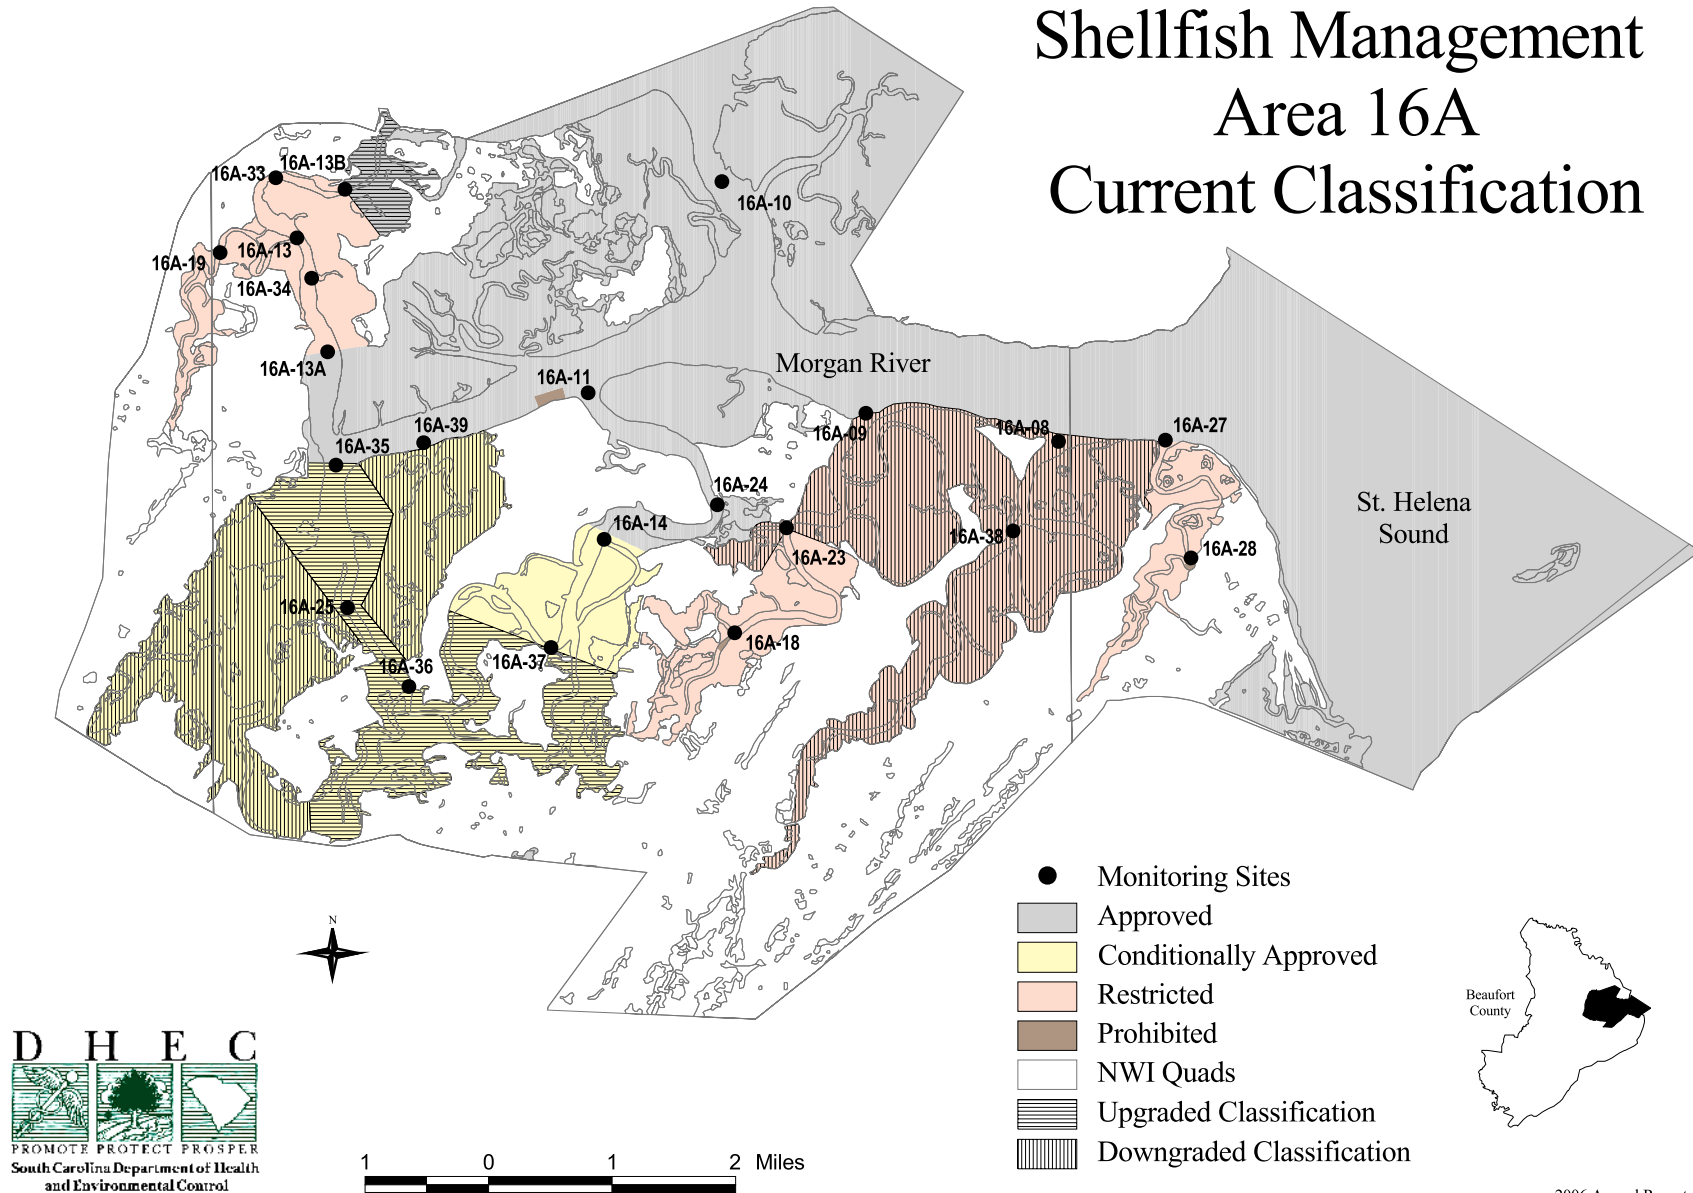 Shellfish Management
Area 16A
Current Classification
16A-13B
16A-33
16A-10
16A-13
16A-19
16A-34
Morgan River
16A-13A
16A-11
16A-39
16A-09
16A-08
16A-27
16A-35
16A-24
St. Helena
Sound
16A-14
16A-38
16A-23
16A-28
16A-25
16A-18
16A-37
16A-36
Monitoring Sites
Approved
Conditionally Approved
Restricted
Prohibited
NWI Quads
Upgraded Classification
Downgraded Classification
N
Beaufort
County
D H E C
PROMOTE PROTECT PROSPER
South Carolina Department of Health
and Environmental Control
1 0 1 2 Miles